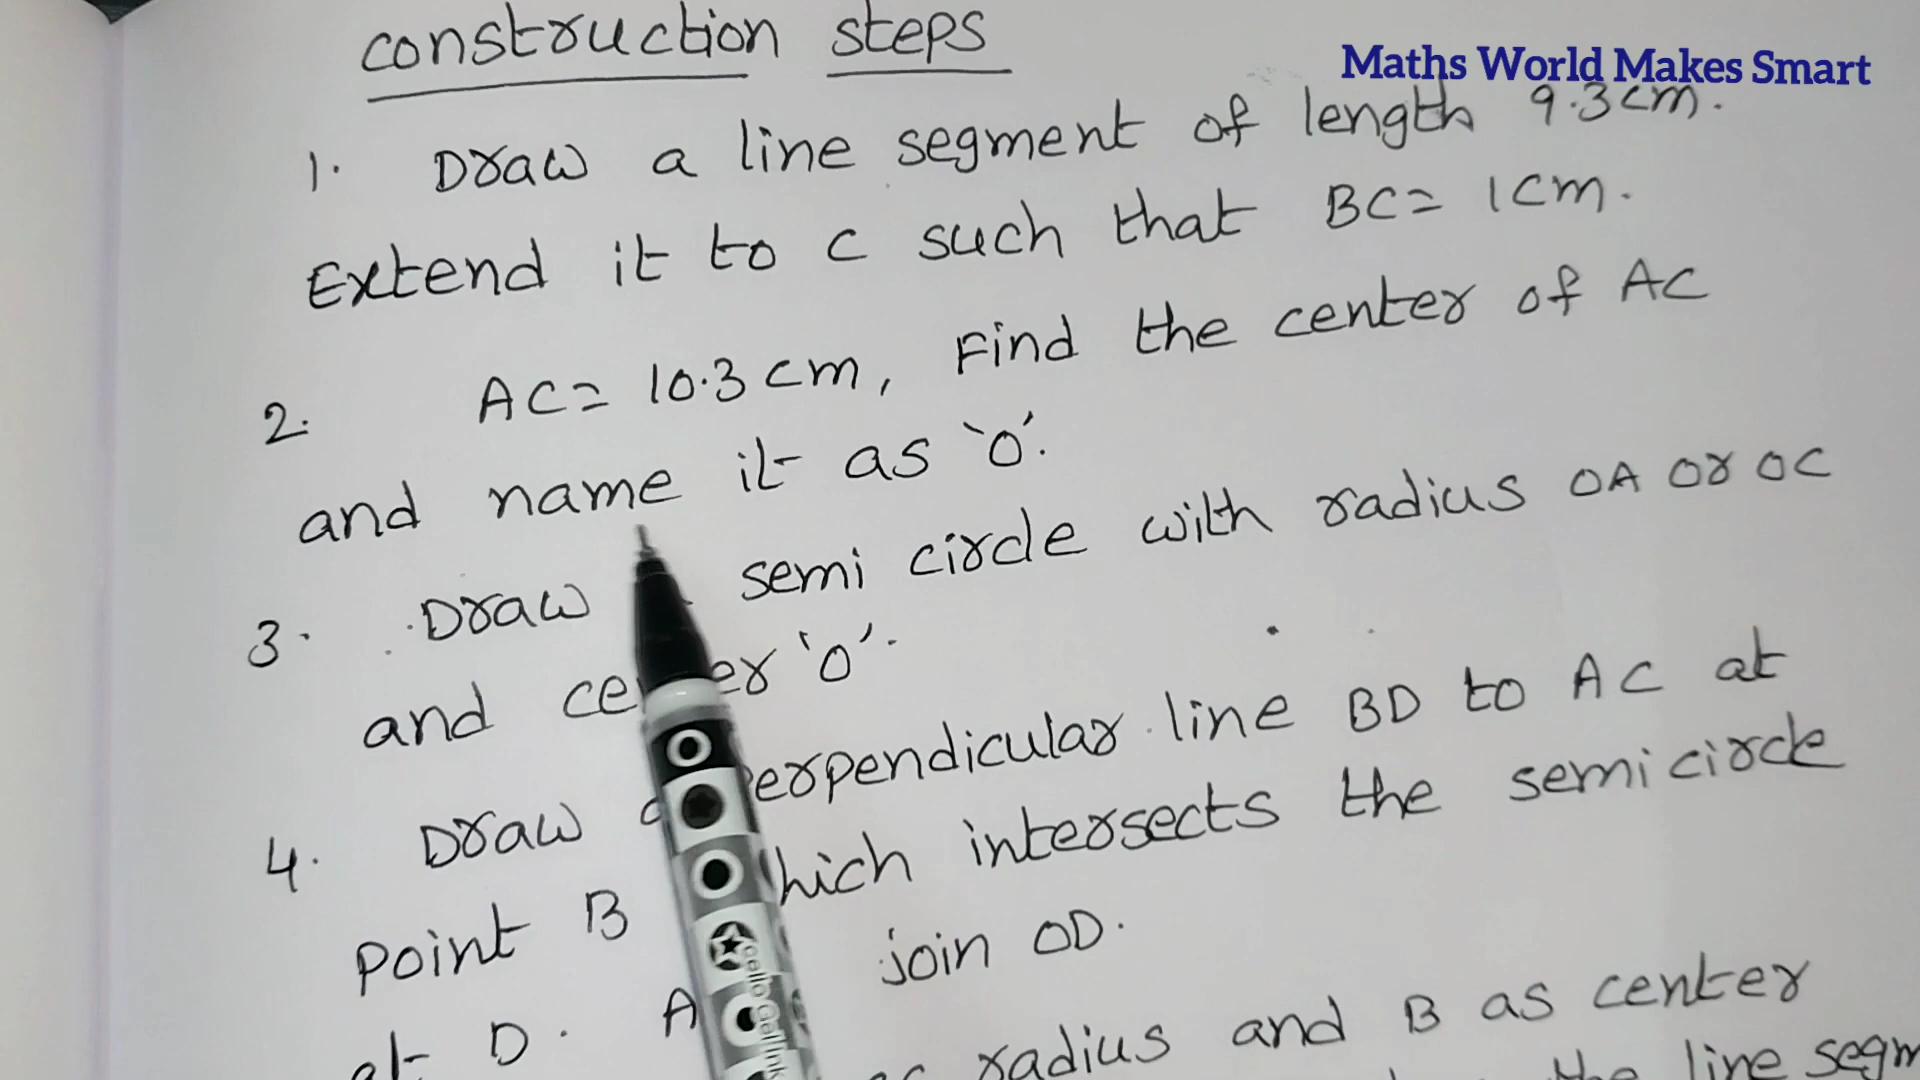 construction steps
Maths World Makes Smart
1. Draw a line segment of length 9.3cm.
Extend it to C such that BC = 1cm.
2. AC = 10.3 cm, Find the center of AC
and name it as 'O'.
3. Draw semi circle with radius OA Or OC
and 'O'.
4. Draw perpendicular line BD to AC at
point B which intersects the semicircle
at D. join OD.
radius and B as center
the line segm